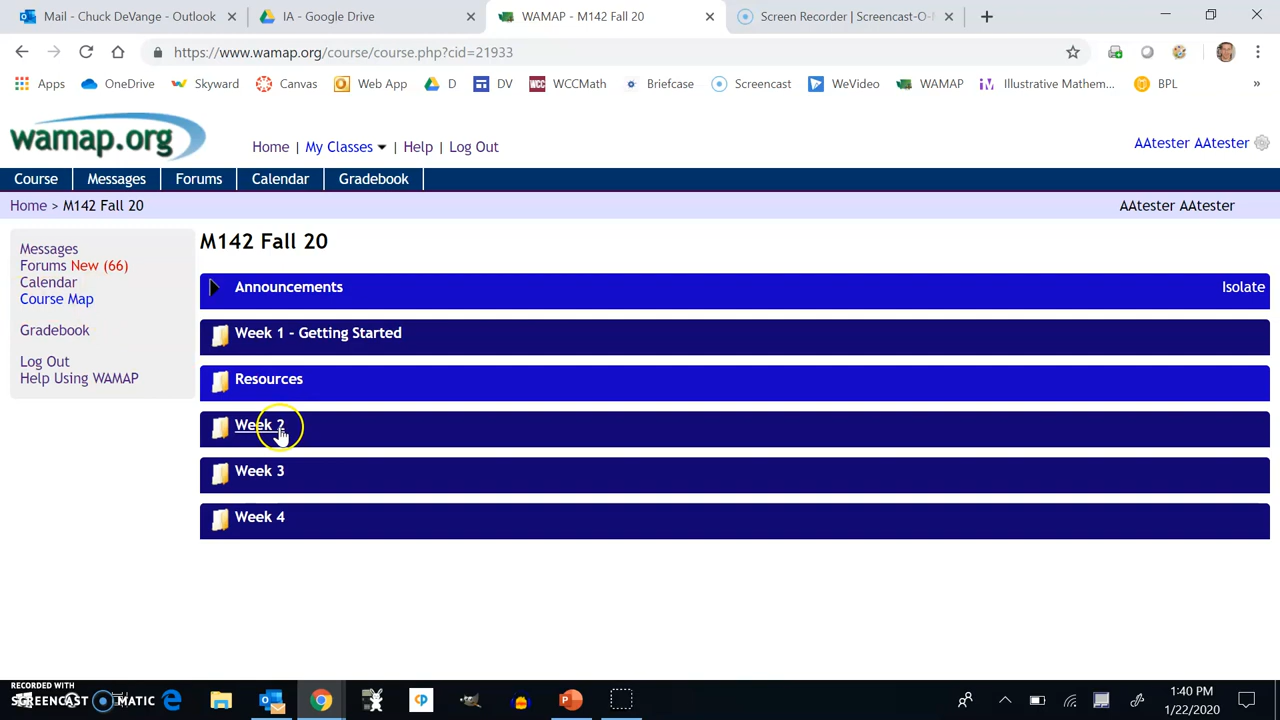 Mail - Chuck DeVange - Outlook
IA - Google Drive
WAMAP - M142 Fall 20
Screen Recorder | Screencast-O-
https://www.wamap.org/course/course.php?cid=21933
Apps
OneDrive
Skyward
Canvas
Web App
D
DV
WCCMath
Briefcase
Screencast
WeVideo
WAMAP
Illustrative Mathem...
BPL
»
wamap.org
Home | My Classes | Help | Log Out
AAtester AAtester
Course
Messages
Forums
Calendar
Gradebook
Home > M142 Fall 20
AAtester AAtester
Messages
Forums New (66)
Calendar
Course Map
Gradebook
Log Out
Help Using WAMAP
M142 Fall 20
Announcements
Isolate
Week 1 - Getting Started
Resources
Week 2
Week 3
Week 4
RECORDED WITH
SCREENCAST MATIC
1:40 PM
1/22/2020